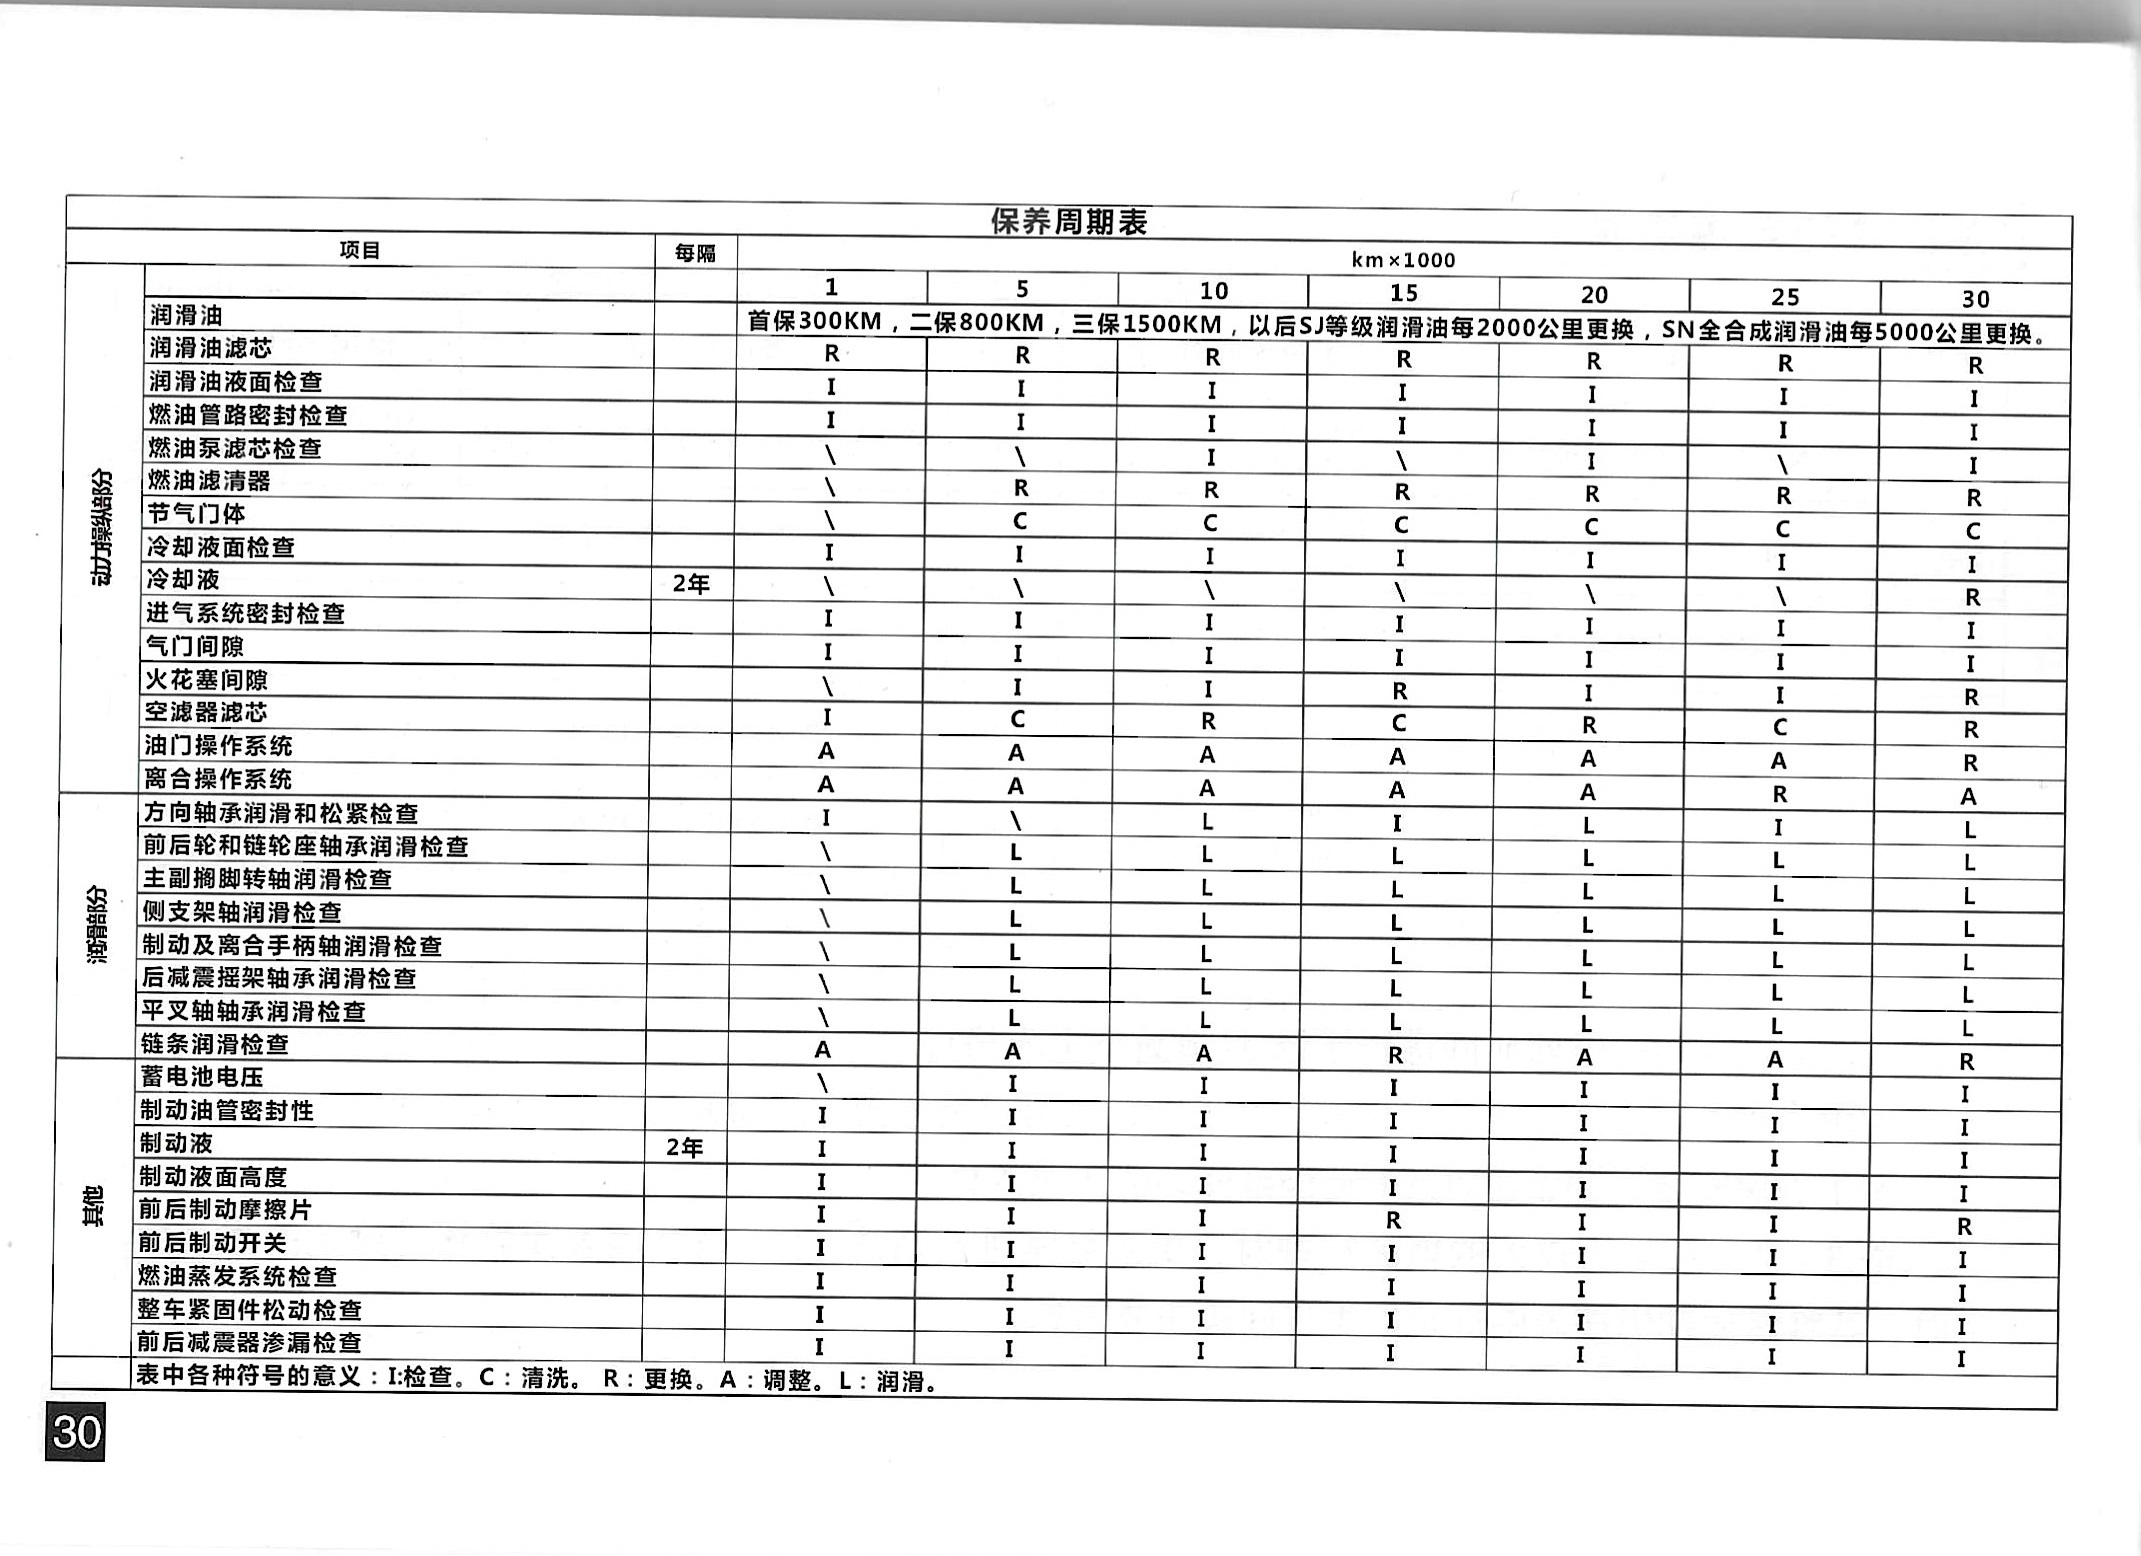 保养周期表
项目 每隔 km×1000
1 5 10 15 20 25 30
动力操纵部分
润滑油 首保300KM，二保800KM，三保1500KM，以后SJ等级润滑油每2000公里更换，SN全合成润滑油每5000公里更换。
润滑油滤芯 R R R R R R R
润滑油液面检查 I I I I I I I
燃油管路密封检查 I I I I I I I
燃油泵滤芯检查 \ \ I \ I \ I
燃油滤清器 \ R R R R R R
节气门体 \ C C C C C C
冷却液面检查 I I I I I I I
冷却液 2年 \ \ \ \ \ \ R
进气系统密封检查 I I I I I I I
气门间隙 I I I I I I I
火花塞间隙 \ I I R I I R
空滤器滤芯 I C R C R C R
油门操作系统 A A A A A A R
离合操作系统 A A A A A R A
润滑部分
方向轴承润滑和松紧检查 I \ L I L I L
前后轮和链轮座轴承润滑检查 \ L L L L L L
主副搁脚转轴润滑检查 \ L L L L L L
侧支架轴润滑检查 \ L L L L L L
制动及离合手柄轴润滑检查 \ L L L L L L
后减震摇架轴承润滑检查 \ L L L L L L
平叉轴轴承润滑检查 \ L L L L L L
链条润滑检查 A A A R A A R
其他
蓄电池电压 \ I I I I I I
制动油管密封性 I I I I I I I
制动液 2年 I I I I I I I
制动液面高度 I I I I I I I
前后制动摩擦片 I I I R I I R
前后制动开关 I I I I I I I
燃油蒸发系统检查 I I I I I I I
整车紧固件松动检查 I I I I I I I
前后减震器渗漏检查 I I I I I I I
表中各种符号的意义：I:检查。C：清洗。 R：更换。A：调整。L：润滑。
30